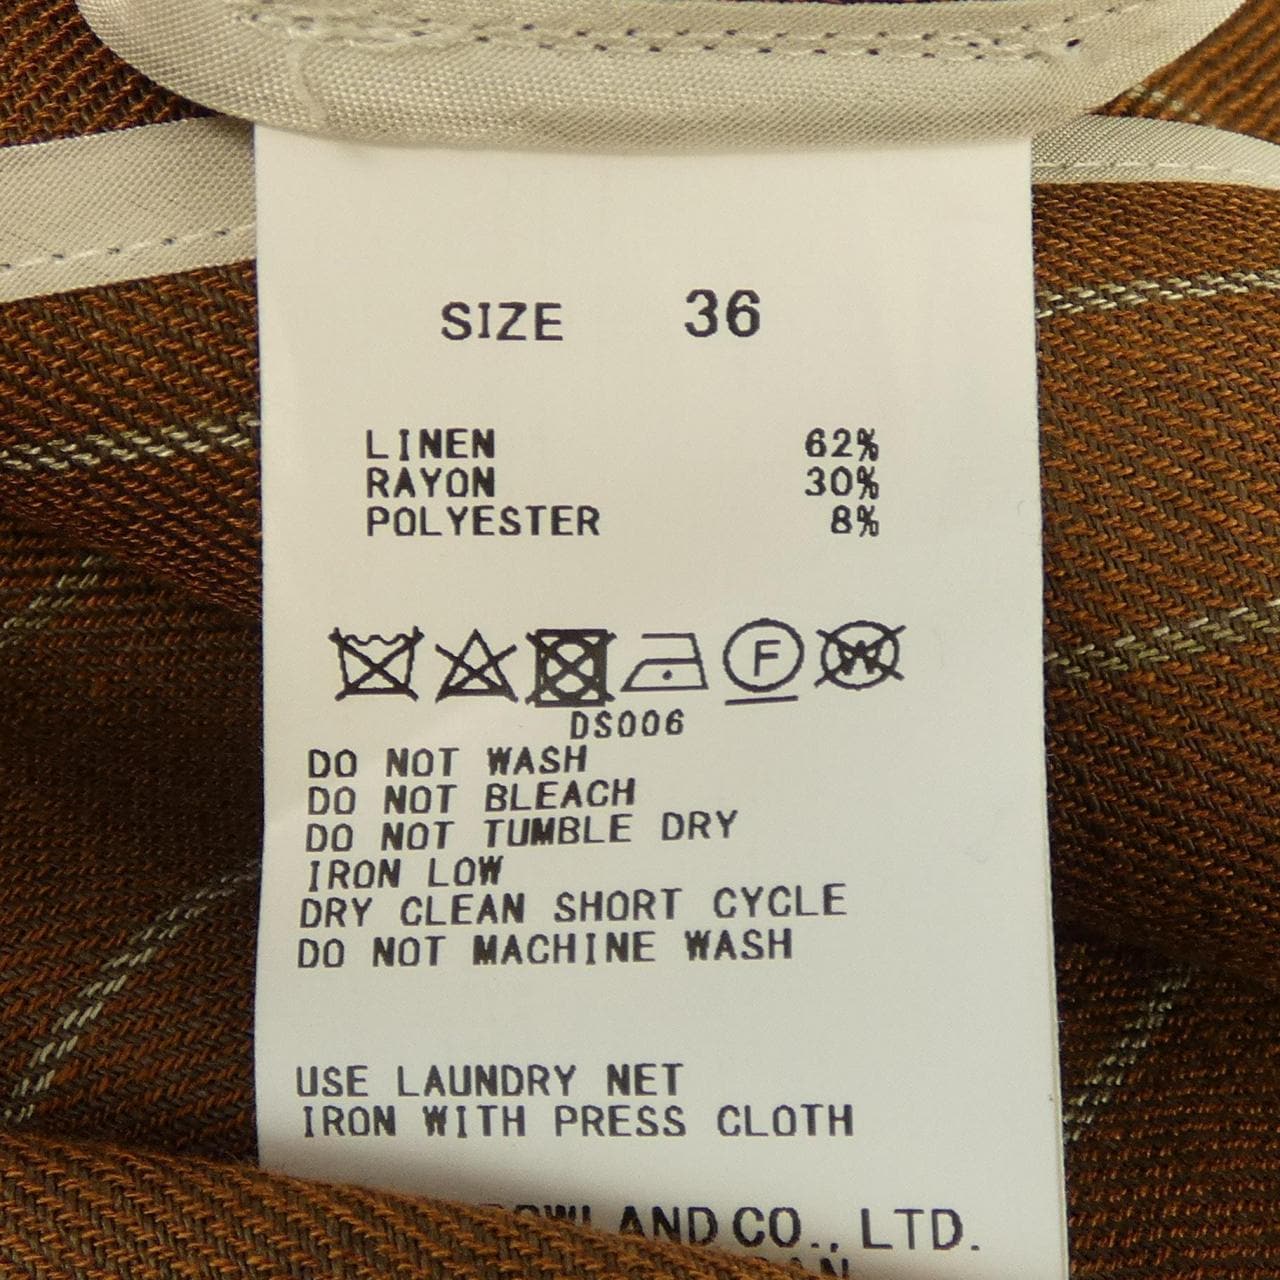 SIZE 36
LINEN 62%
RAYON 30%
POLYESTER 8%
F W
DS006
DO NOT WASH
DO NOT BLEACH
DO NOT TUMBLE DRY
IRON LOW
DRY CLEAN SHORT CYCLE
DO NOT MACHINE WASH
USE LAUNDRY NET
IRON WITH PRESS CLOTH
CO., LTD.